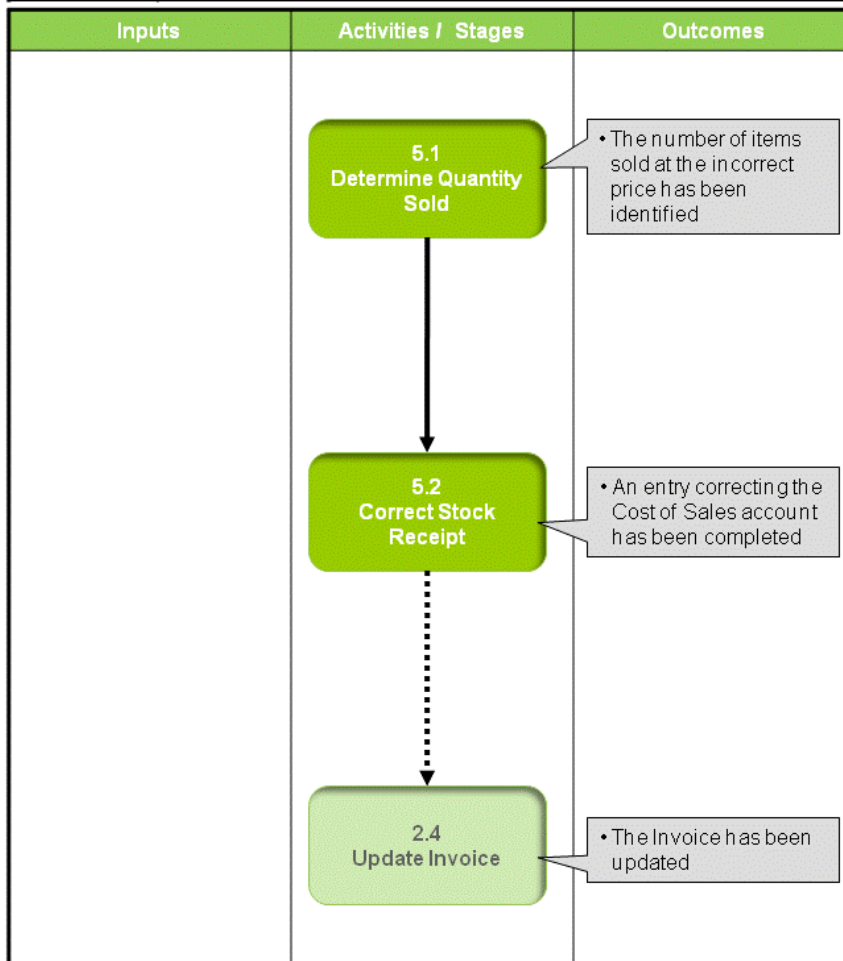 Inputs
Activities / Stages
Outcomes
5.1
Determine Quantity
Sold
• The number of items
sold at the incorrect
price has been
identified
5.2
Correct Stock
Receipt
• An entry correcting the
Cost of Sales account
has been completed
2.4
Update Invoice
• The Invoice has been
updated